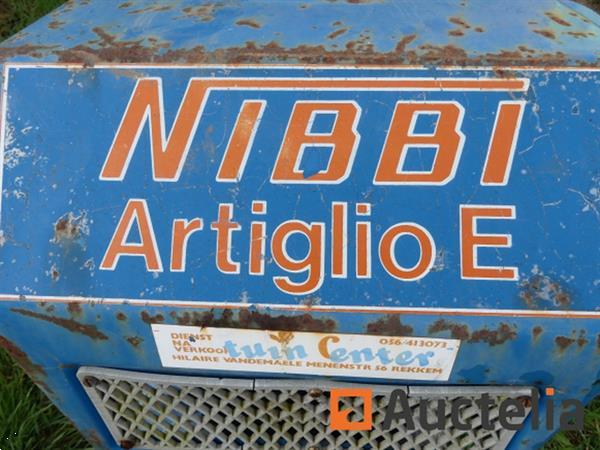 NIBBI
Artiglio E
DIENST NA VERKOOP
tuin Center
056/413073
HILAIRE VANDEMAELE MENENSTR 56 REKKEM
Auctelia